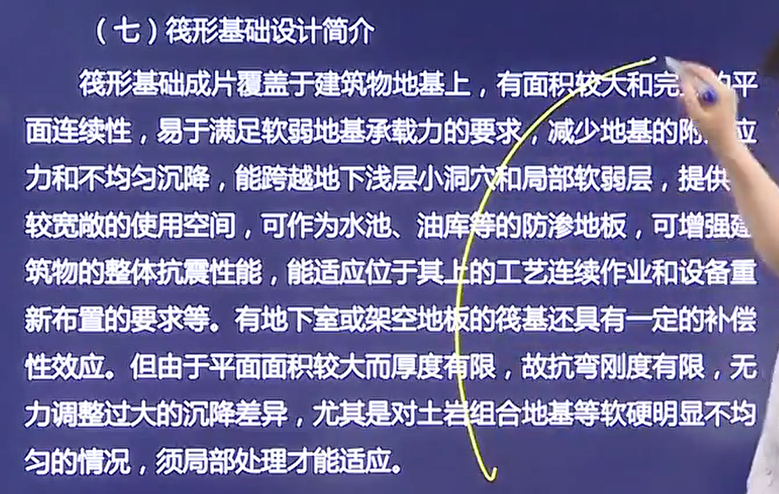 （七）筏形基础设计简介
筏形基础成片覆盖于建筑物地基上，有面积较大和完 的平
面连续性，易于满足软弱地基承载力的要求，减少地基的附 应
力和不均匀沉降，能跨越地下浅层小洞穴和局部软弱层，提供
较宽敞的使用空间，可作为水池、油库等的防渗地板，可增强建
筑物的整体抗震性能，能适应位于其上的工艺连续作业和设备重
新布置的要求等。有地下室或架空地板的筏基还具有一定的补偿
性效应。但由于平面面积较大而厚度有限，故抗弯刚度有限，无
力调整过大的沉降差异，尤其是对土岩组合地基等软硬明显不均
匀的情况，须局部处理才能适应。